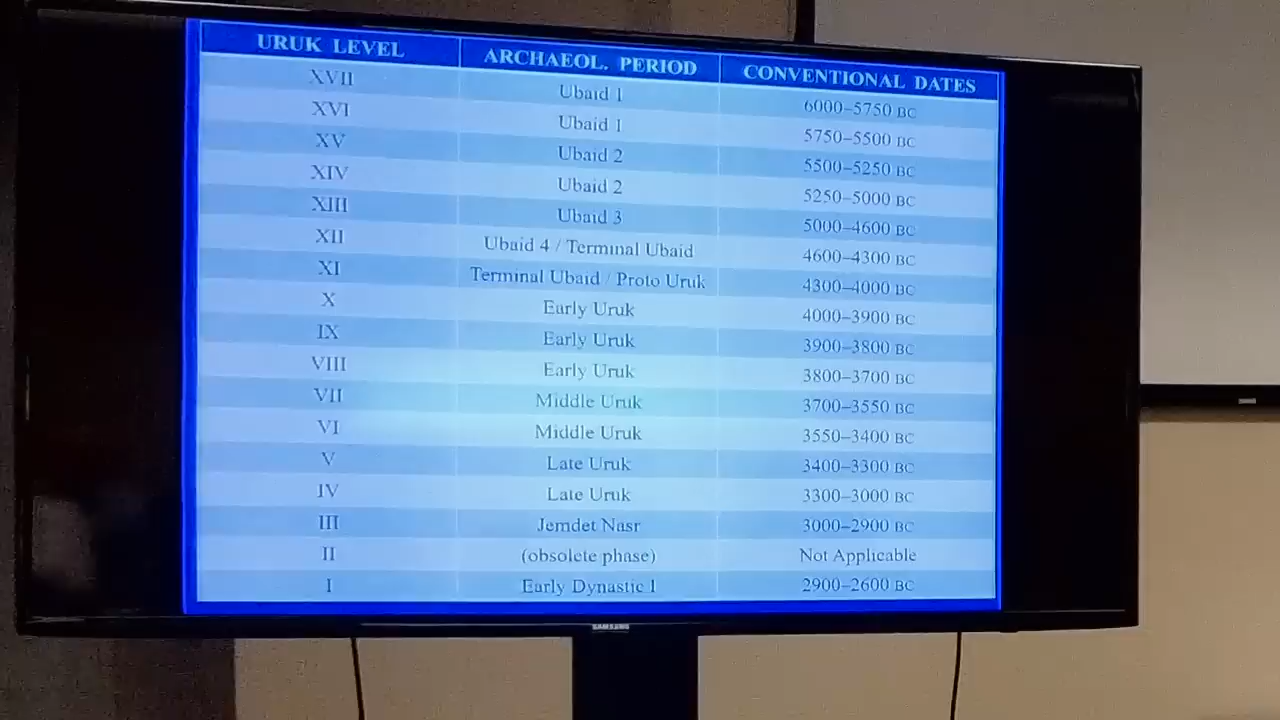 URUK LEVEL ARCHAEOL. PERIOD CONVENTIONAL DATES
XVII Ubaid 1 6000–5750 BC
XVI Ubaid 1 5750–5500 BC
XV Ubaid 2 5500–5250 BC
XIV Ubaid 2 5250–5000 BC
XIII Ubaid 3 5000–4600 BC
XII Ubaid 4 / Terminal Ubaid 4600–4300 BC
XI Terminal Ubaid / Proto Uruk 4300–4000 BC
X Early Uruk 4000–3900 BC
IX Early Uruk 3900–3800 BC
VIII Early Uruk 3800–3700 BC
VII Middle Uruk 3700–3550 BC
VI Middle Uruk 3550–3400 BC
V Late Uruk 3400–3300 BC
IV Late Uruk 3300–3000 BC
III Jemdet Nasr 3000–2900 BC
II (obsolete phase) Not Applicable
I Early Dynastic 1 2900–2600 BC
SAMSUNG